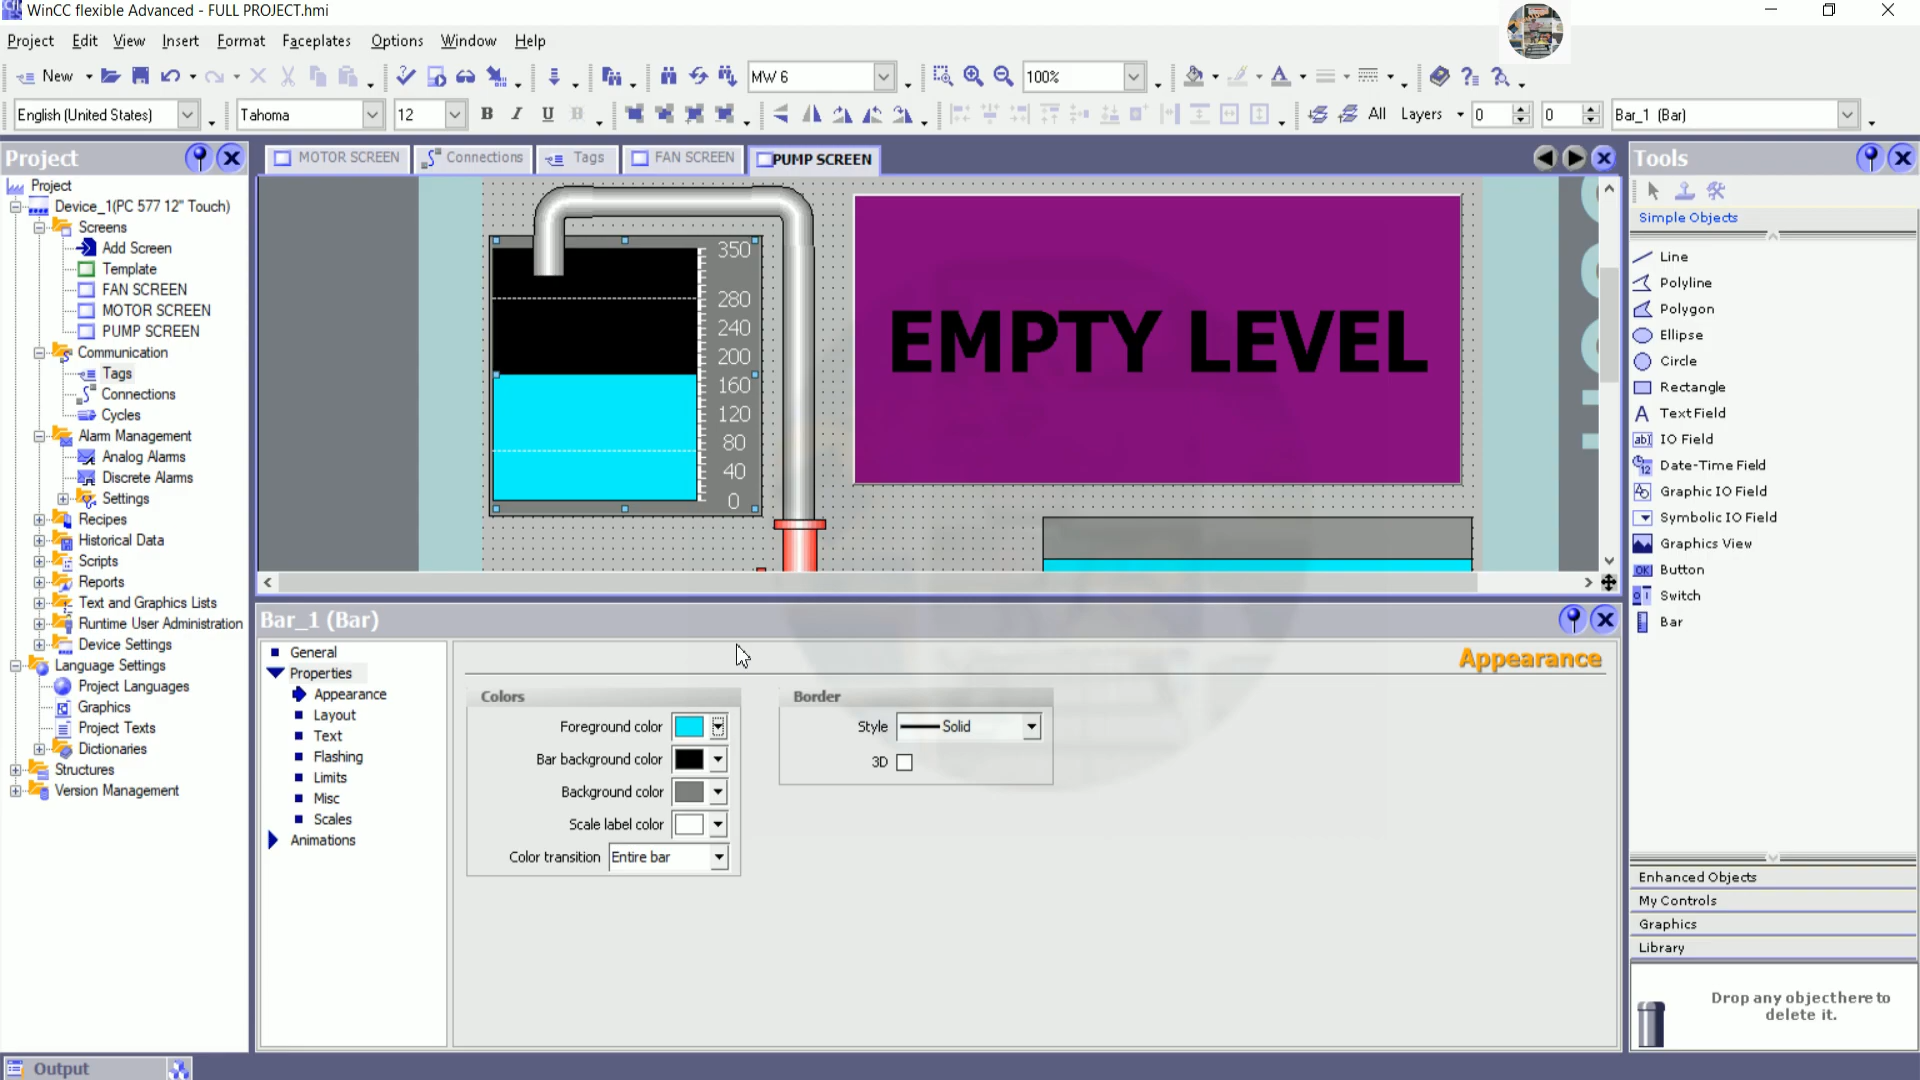 WinCC flexible Advanced - FULL PROJECT.hmi
Project Edit View Insert Format Faceplates Options Window Help
New MW 6 100%
English (United States) Tahoma 12 B I U B All Layers 0 0 Bar_1 (Bar)
Project
Project
Device_1(PC 577 12" Touch)
Screens
Add Screen
Template
FAN SCREEN
MOTOR SCREEN
PUMP SCREEN
Communication
Tags
Connections
Cycles
Alarm Management
Analog Alarms
Discrete Alarms
Settings
Recipes
Historical Data
Scripts
Reports
Text and Graphics Lists
Runtime User Administration
Device Settings
Language Settings
Project Languages
Graphics
Project Texts
Dictionaries
Structures
Version Management
MOTOR SCREEN Connections Tags FAN SCREEN PUMP SCREEN
350
280
240
200
160
120
80
40
0
EMPTY LEVEL
Bar_1 (Bar)
General
Properties
Appearance
Layout
Text
Flashing
Limits
Misc
Scales
Animations
Appearance
Colors
Foreground color
Bar background color
Background color
Scale label color
Color transition Entire bar
Border
Style Solid
3D
Tools
Simple Objects
Line
Polyline
Polygon
Ellipse
Circle
Rectangle
Text Field
IO Field
Date-Time Field
Graphic IO Field
Symbolic IO Field
Graphics View
Button
Switch
Bar
Enhanced Objects
My Controls
Graphics
Library
Drop any objecthere to
delete it.
Output